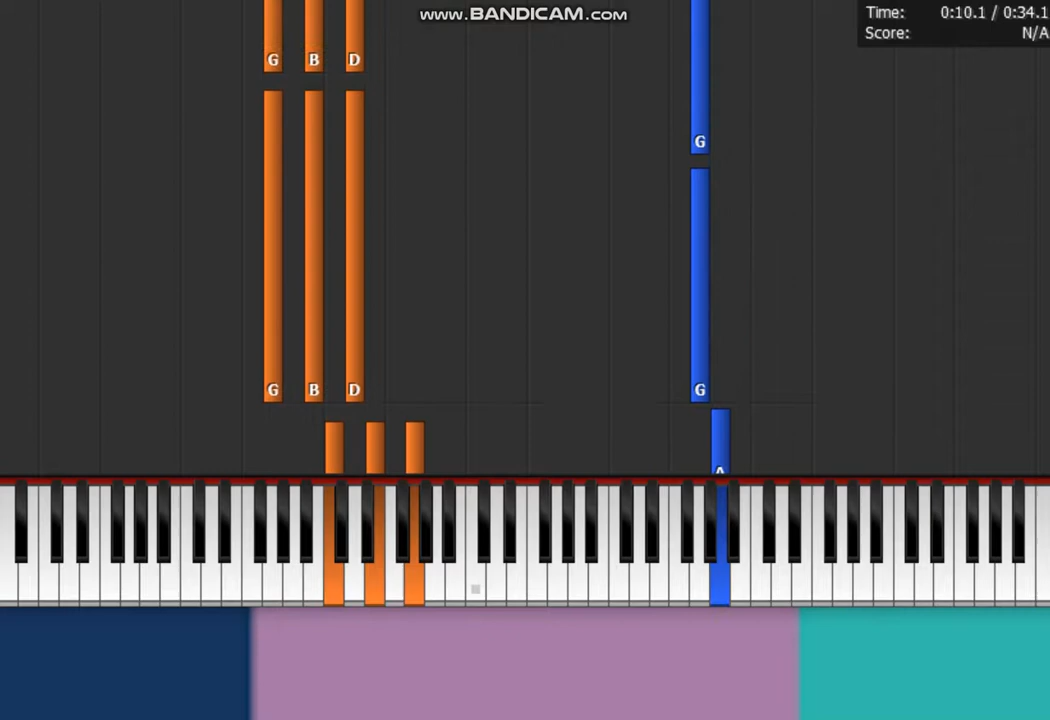 www.BANDICAM.com
Time: 0:10.1 / 0:34.1
Score: N/A
G B D
G
G B D G
A